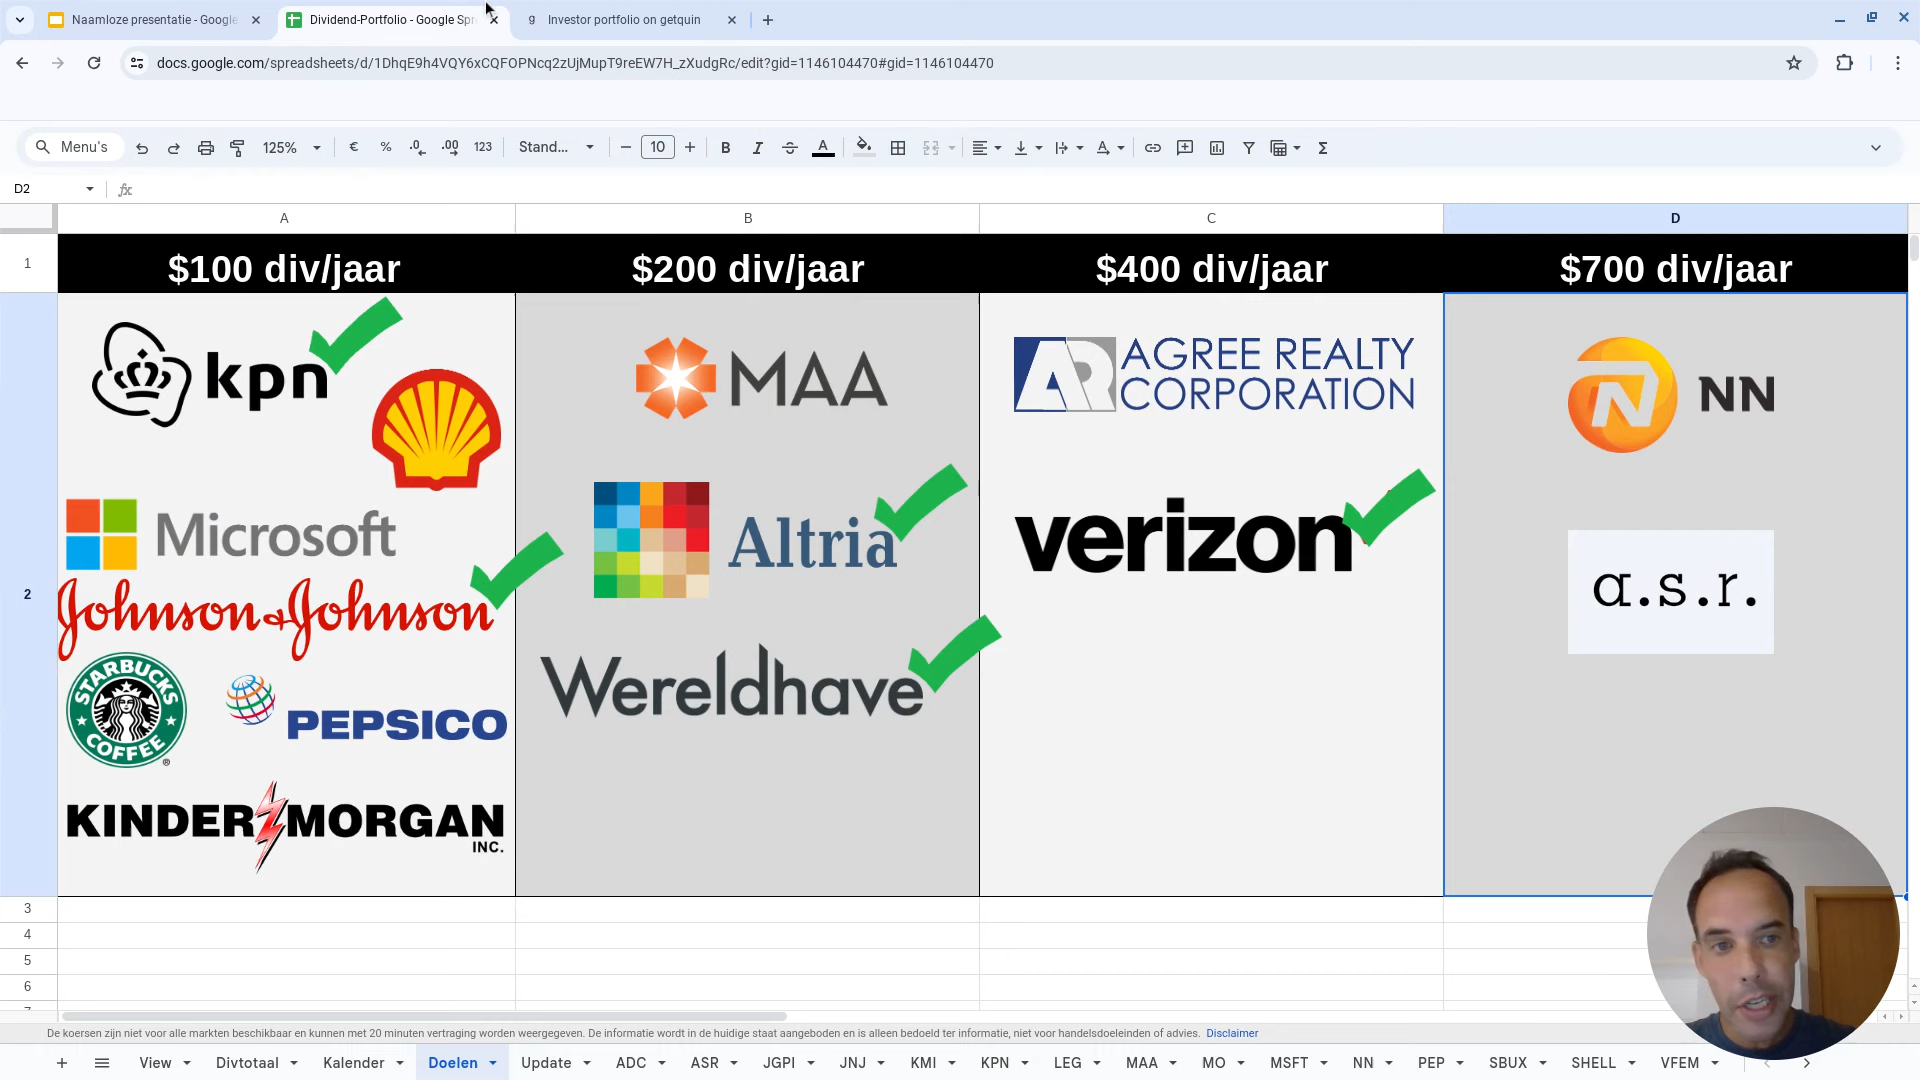 Naamloze presentatie - Google
Dividend-Portfolio - Google Spr
Investor portfolio on getquin
docs.google.com/spreadsheets/d/1DhqE9h4VQY6xCQFOPNcq2zUjMupT9reEW7H_zXudgRc/edit?gid=1146104470#gid=1146104470
Menu's 125% € % .0 .00 123 Stand... 10 B I A Σ
D2 fx
A B C D
1 $100 div/jaar $200 div/jaar $400 div/jaar $700 div/jaar
kpn
MAA
AGREE REALTY
CORPORATION
NN
Microsoft
Altria
verizon
a.s.r.
2
Johnson & Johnson
STARBUCKS
COFFEE
®
PEPSICO
Wereldhave
KINDER MORGAN
INC.
3
4
5
6
De koersen zijn niet voor alle markten beschikbaar en kunnen met 20 minuten vertraging worden weergegeven. De informatie wordt in de huidige staat aangeboden en is alleen bedoeld ter informatie, niet voor handelsdoeleinden of advies. Disclaimer
View Divtotaal Kalender Doelen Update ADC ASR JGPI JNJ KMI KPN LEG MAA MO MSFT NN PEP SBUX SHELL VFEM